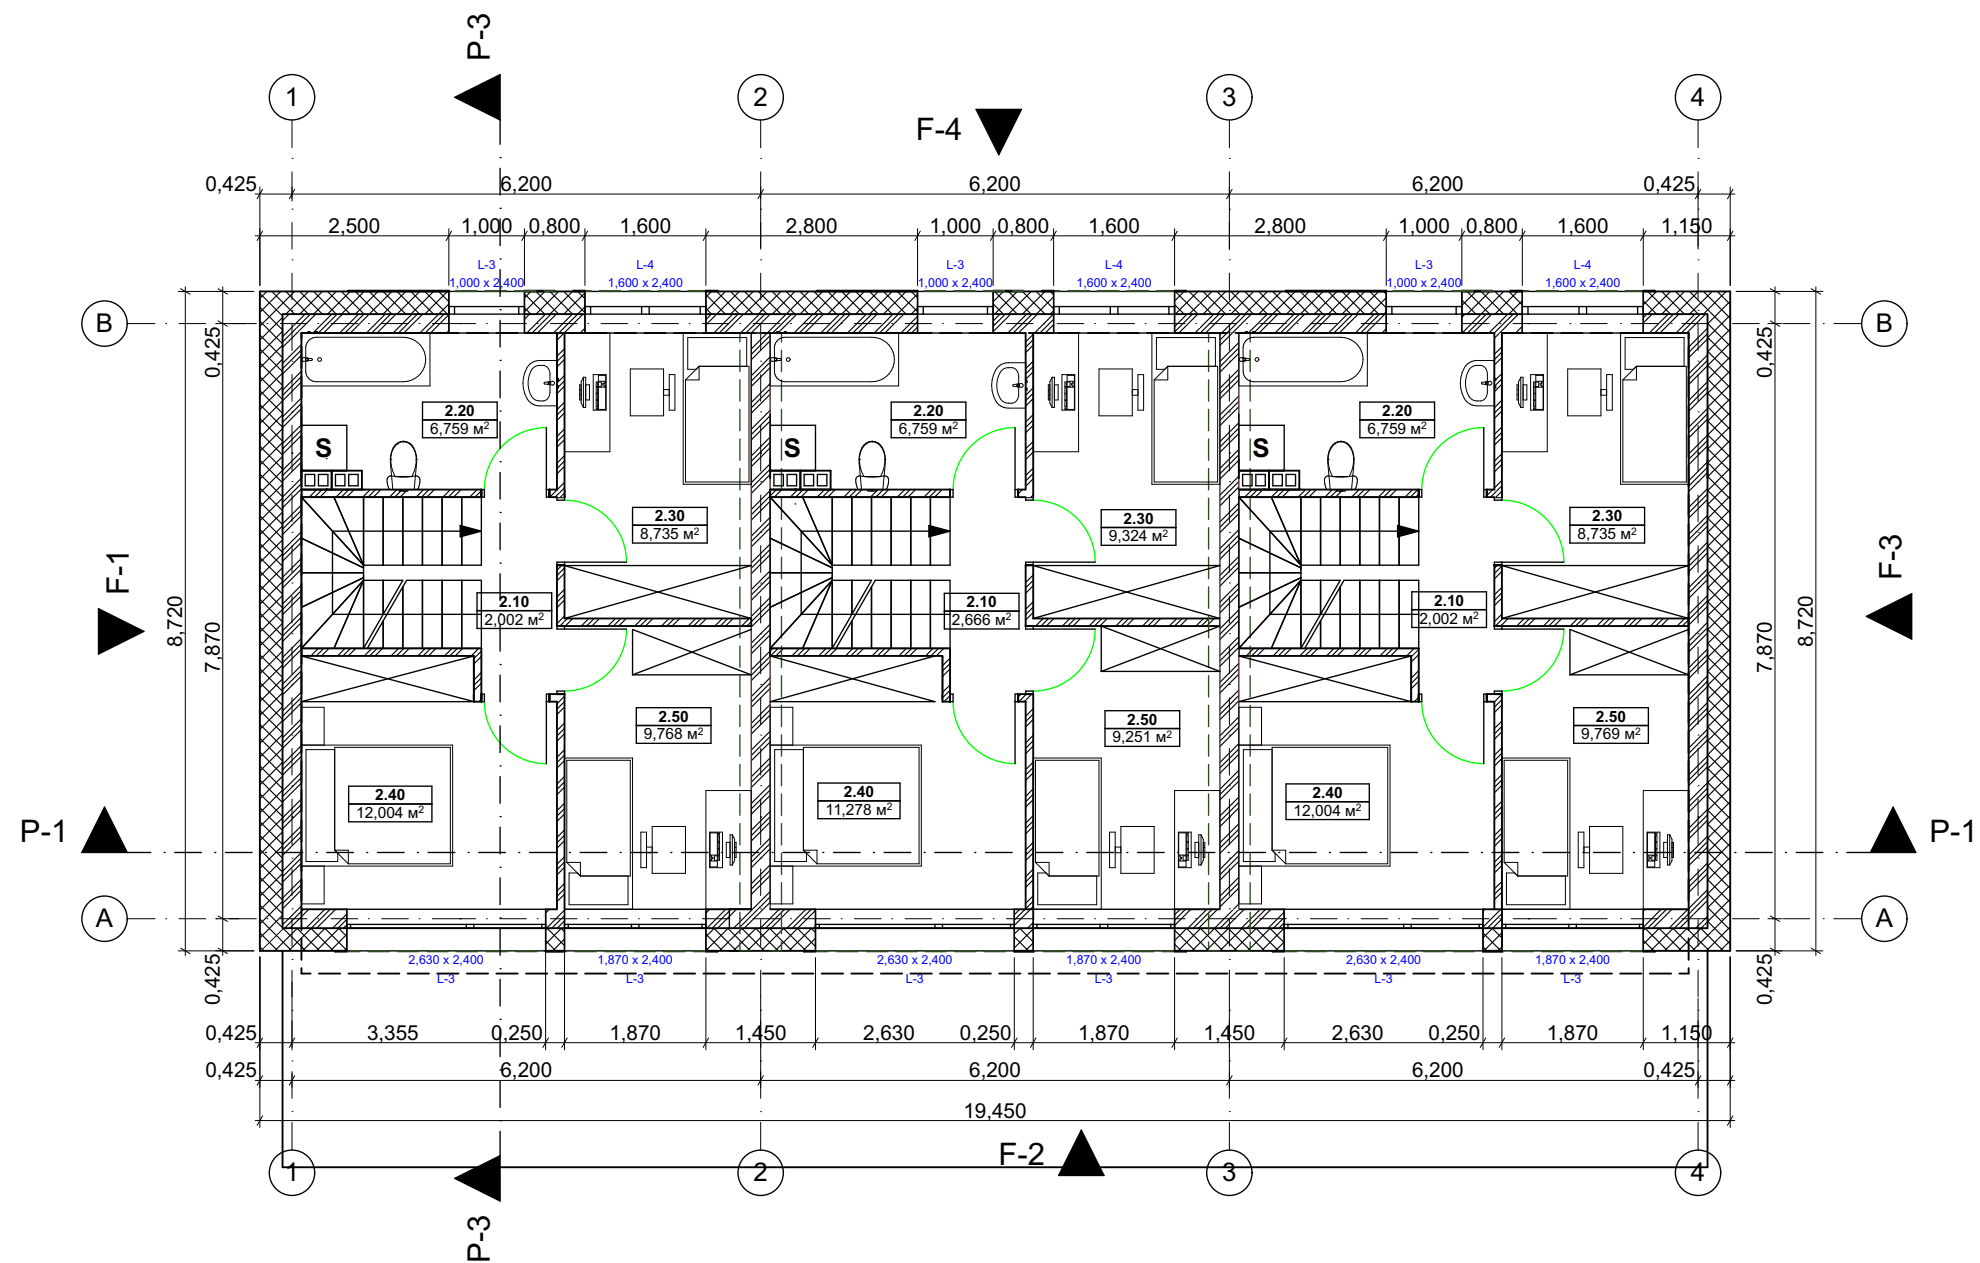 P-3
1
2
3
4
F-4
0,425
6,200
6,200
6,200
0,425
2,500
1,000
0,800
1,600
2,800
1,000
0,800
1,600
2,800
1,000
0,800
1,600
1,150
L-3
L-4
L-3
L-4
L-3
L-4
1,000 x 2,400
1,600 x 2,400
1,000 x 2,400
1,600 x 2,400
1,000 x 2,400
1,600 x 2,400
B
B
0,425
0,425
2.20
6,759 м²
2.20
6,759 м²
2.20
6,759 м²
S
S
S
2.30
8,735 м²
2.30
9,324 м²
2.30
8,735 м²
F-1
F-3
8,720
7,870
7,870
8,720
2.10
2,002 м²
2.10
2,666 м²
2.10
2,002 м²
2.50
9,768 м²
2.50
9,251 м²
2.50
9,769 м²
2.40
12,004 м²
2.40
11,278 м²
2.40
12,004 м²
P-1
P-1
A
A
2,630 x 2,400
1,870 x 2,400
2,630 x 2,400
1,870 x 2,400
2,630 x 2,400
1,870 x 2,400
L-3
L-3
L-3
L-3
L-3
L-3
0,425
0,425
0,425
3,355
0,250
1,870
1,450
2,630
0,250
1,870
1,450
2,630
0,250
1,870
1,150
0,425
6,200
6,200
6,200
0,425
19,450
F-2
1
2
3
4
P-3